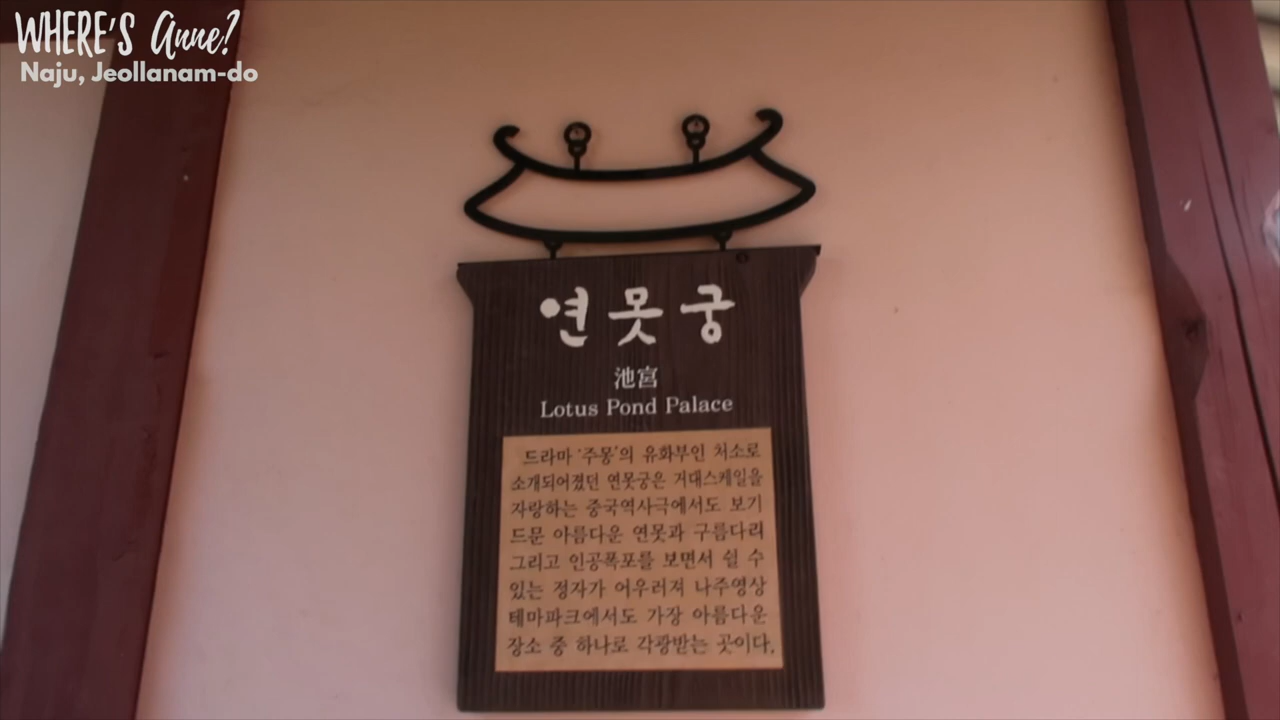 WHERE'S Anne?
Naju, Jeollanam-do
연못궁
池宮
Lotus Pond Palace
드라마 '주몽'의 유화부인 처소로
소개되어졌던 연못궁은 거대스케일을
자랑하는 중국역사극에서도 보기
드문 아름다운 연못과 구름다리
그리고 인공폭포를 보면서 쉴 수
있는 정자가 어우러져 나주영상
테마파크에서도 가장 아름다운
장소 중 하나로 각광받는 곳이다.